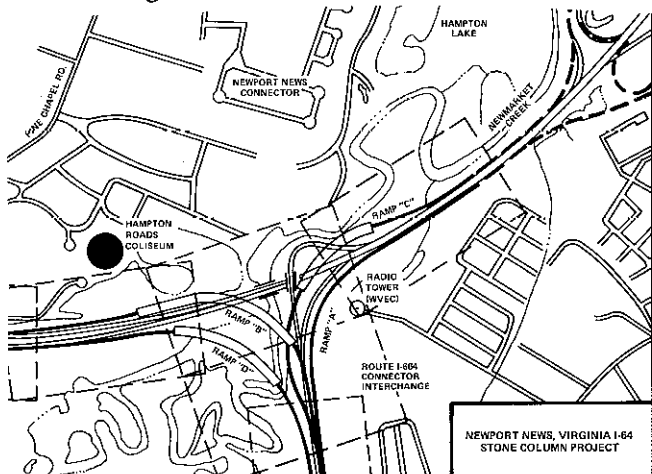 HAMPTON
LAKE
NEWPORT NEWS
CONNECTOR
PINE CHAPEL RD.
NEWMARKET
CREEK
RAMP "C"
HAMPTON
ROADS
COLISEUM
RADIO
TOWER
(WVEC)
RAMP "B"
RAMP "A"
RAMP "D"
ROUTE I-664
CONNECTOR
INTERCHANGE
NEWPORT NEWS, VIRGINIA I-64
STONE COLUMN PROJECT